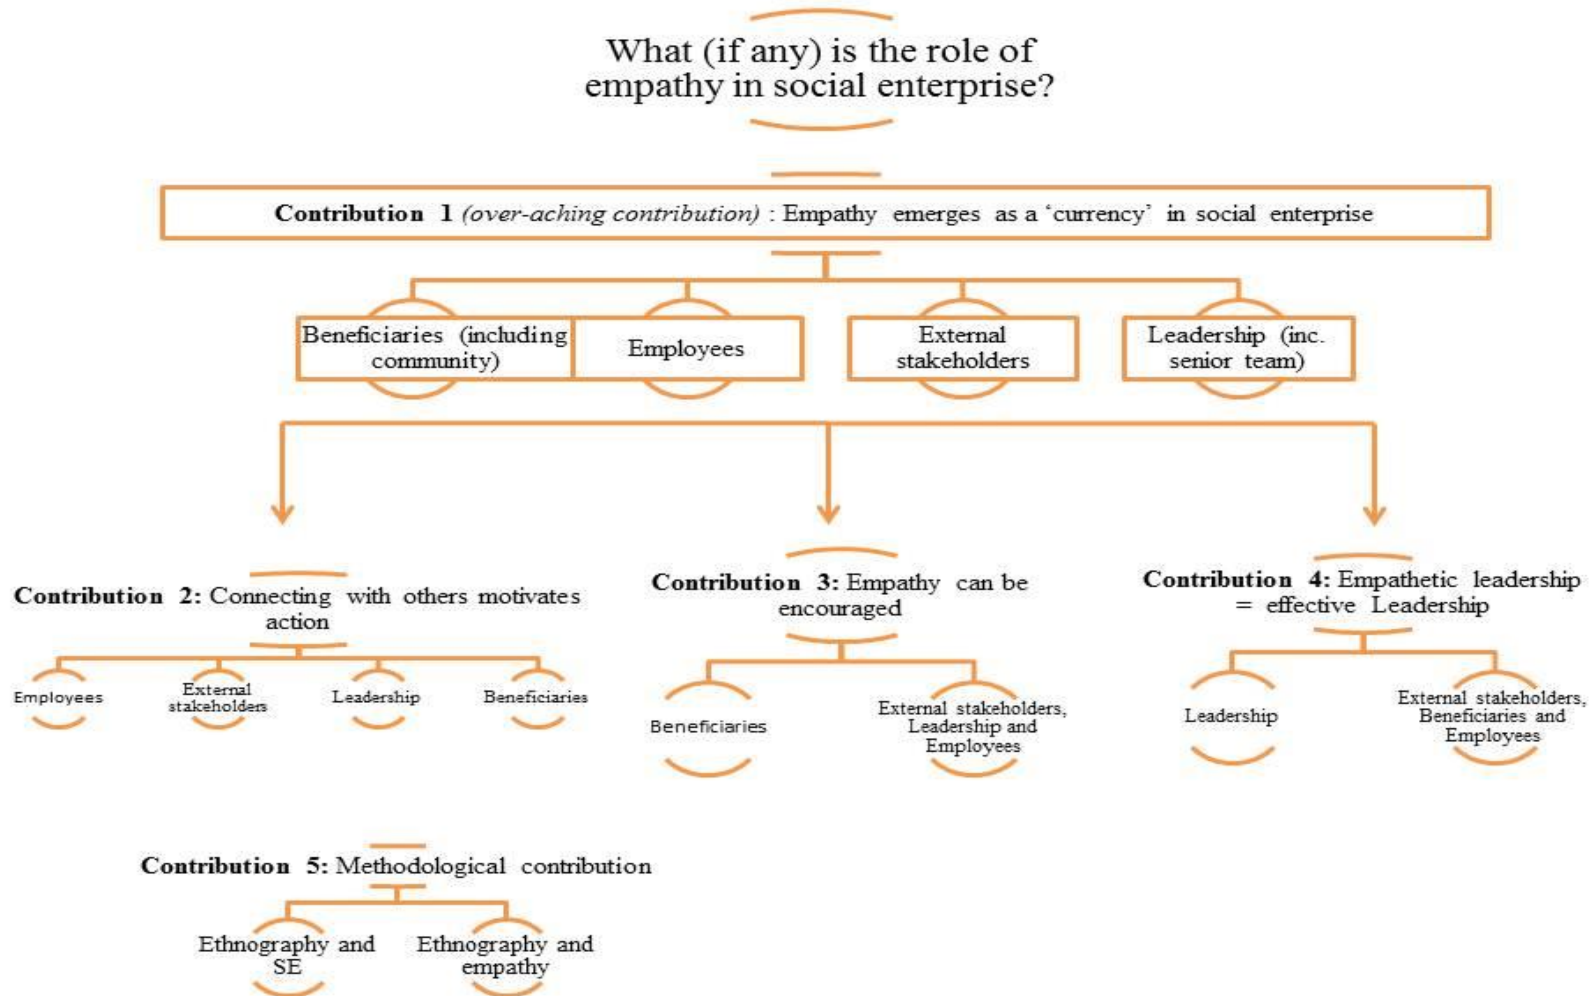 What (if any) is the role of
empathy in social enterprise?
Contribution 1 (over-aching contribution) : Empathy emerges as a ‘currency’ in social enterprise
Beneficiaries (including
community)
Employees
External
stakeholders
Leadership (inc.
senior team)
Contribution 2: Connecting with others motivates
action
Employees
External
stakeholders
Leadership
Beneficiaries
Contribution 3: Empathy can be
encouraged
Beneficiaries
External stakeholders,
Leadership and
Employees
Contribution 4: Empathetic leadership
= effective Leadership
Leadership
External stakeholders,
Beneficiaries and
Employees
Contribution 5: Methodological contribution
Ethnography and
SE
Ethnography and
empathy